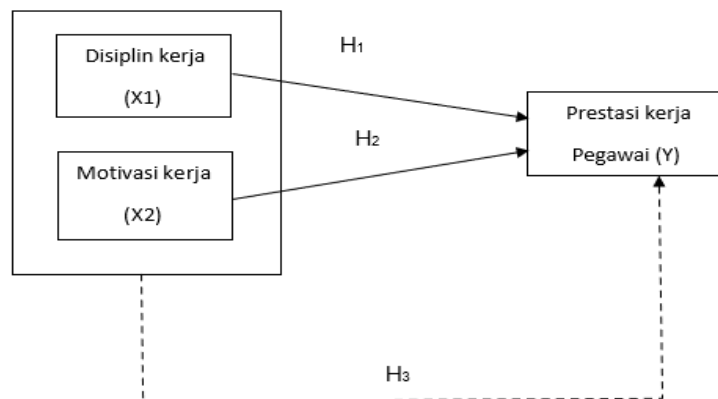 H1
Disiplin kerja
(X1)
Prestasi kerja
Pegawai (Y)
H2
Motivasi kerja
(X2)
H3